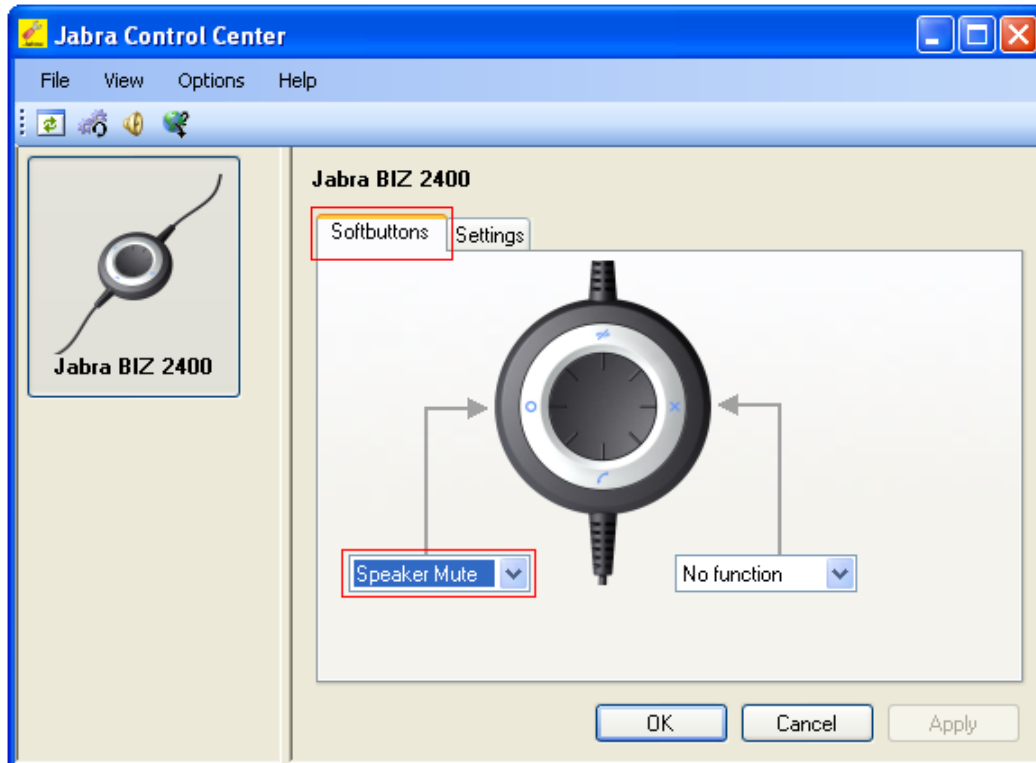 Jabra Control Center
File View Options Help
Jabra BIZ 2400
Jabra BIZ 2400
Softbuttons Settings
Speaker Mute No function
OK Cancel Apply